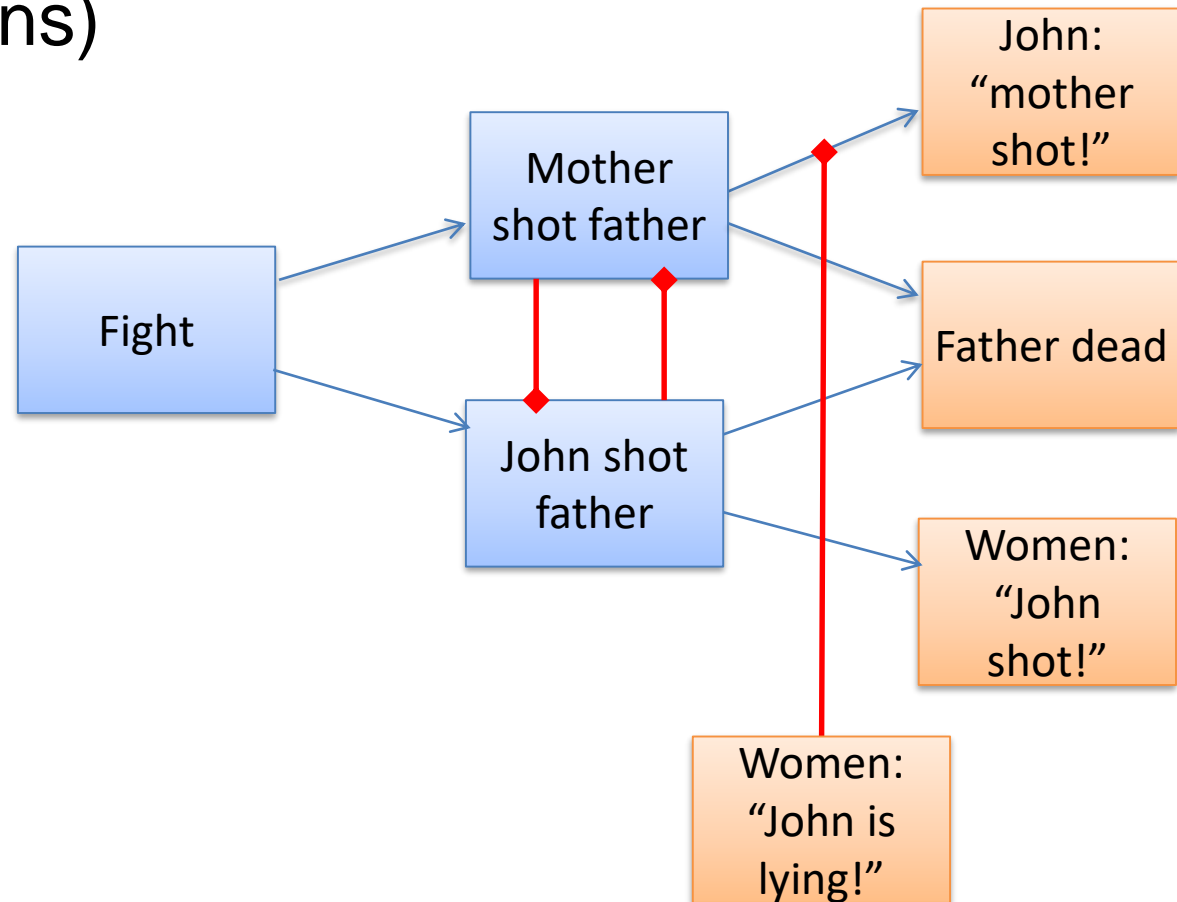 ns)
John:
“mother
shot!”
Mother
shot father
Fight
Father dead
John shot
father
Women:
“John
shot!”
Women:
“John is
lying!”